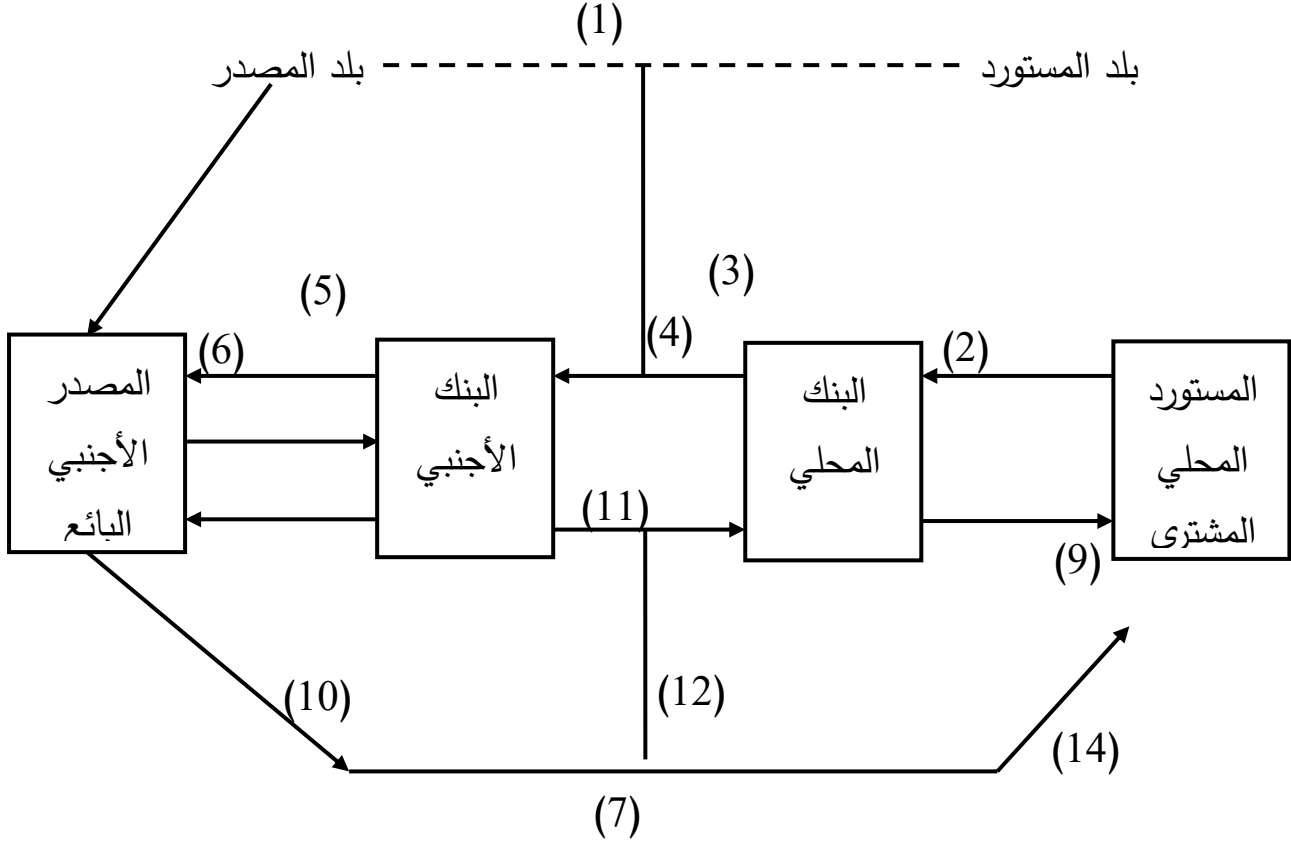 (1)
بلد المستورد
بلد المصدر
(3)
(5)
(2)
(4)
(6)
المستورد
المحلي
المشترى
البنك
المحلي
البنك
الأجنبي
المصدر
الأجنبي
البائع
(11)
(9)
(10)
(12)
(14)
(7)